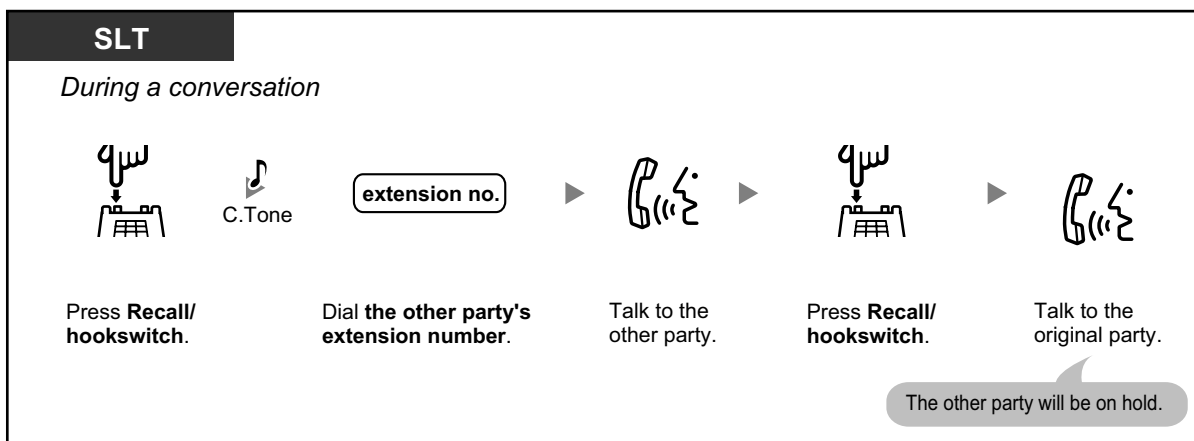 SLT
During a conversation
C.Tone
extension no.
Press Recall/
hookswitch.
Dial the other party's
extension number.
Talk to the
other party.
Press Recall/
hookswitch.
Talk to the
original party.
The other party will be on hold.